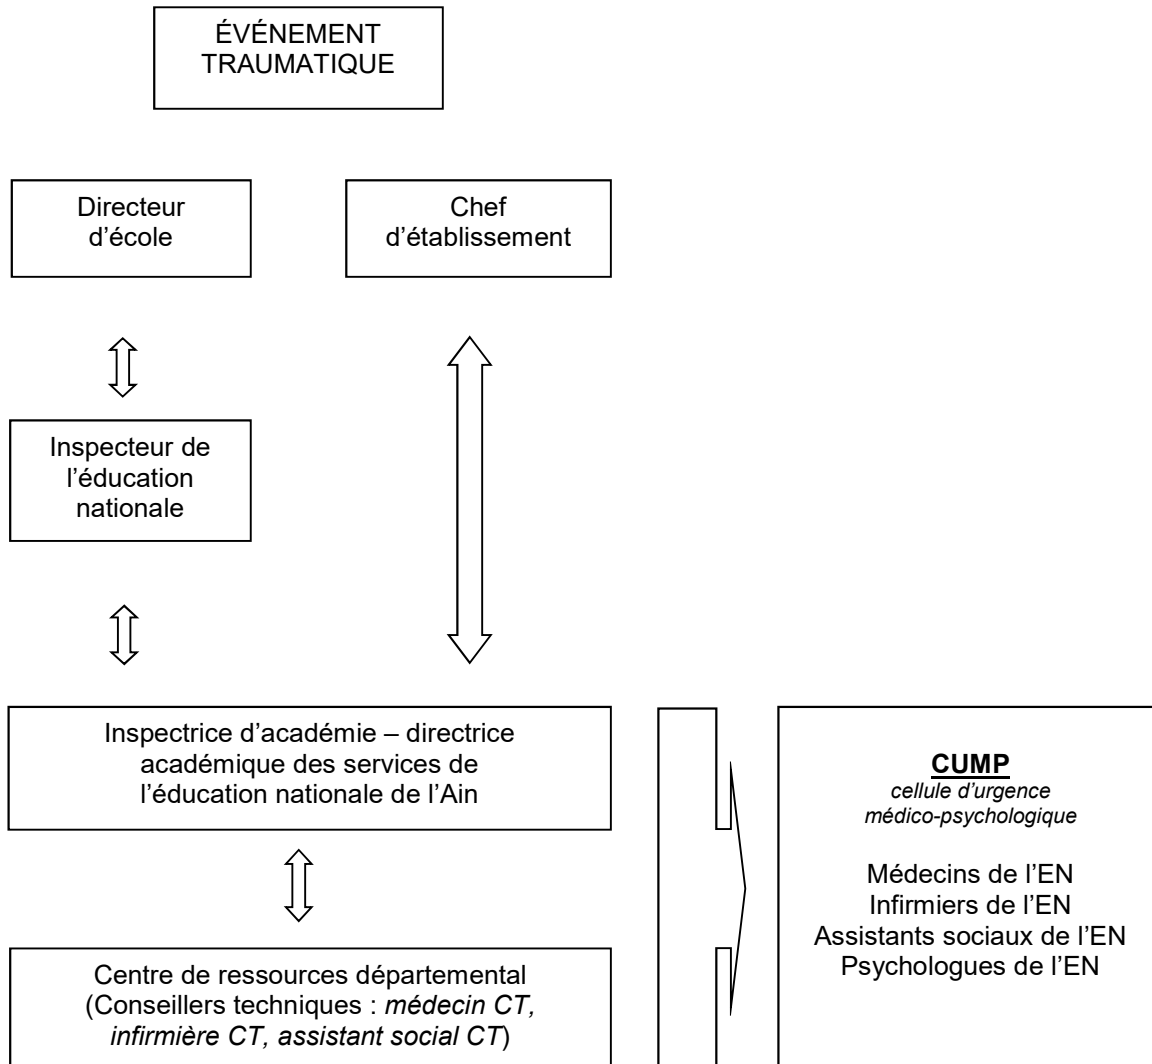 ÉVÉNEMENT
TRAUMATIQUE
Directeur
d’école
Chef
d’établissement
Inspecteur de
l’éducation
nationale
Inspectrice d’académie – directrice
académique des services de
l’éducation nationale de l’Ain
Centre de ressources départemental
(Conseillers techniques : médecin CT,
infirmière CT, assistant social CT)
CUMP
cellule d’urgence
médico-psychologique
Médecins de l’EN
Infirmiers de l’EN
Assistants sociaux de l’EN
Psychologues de l’EN